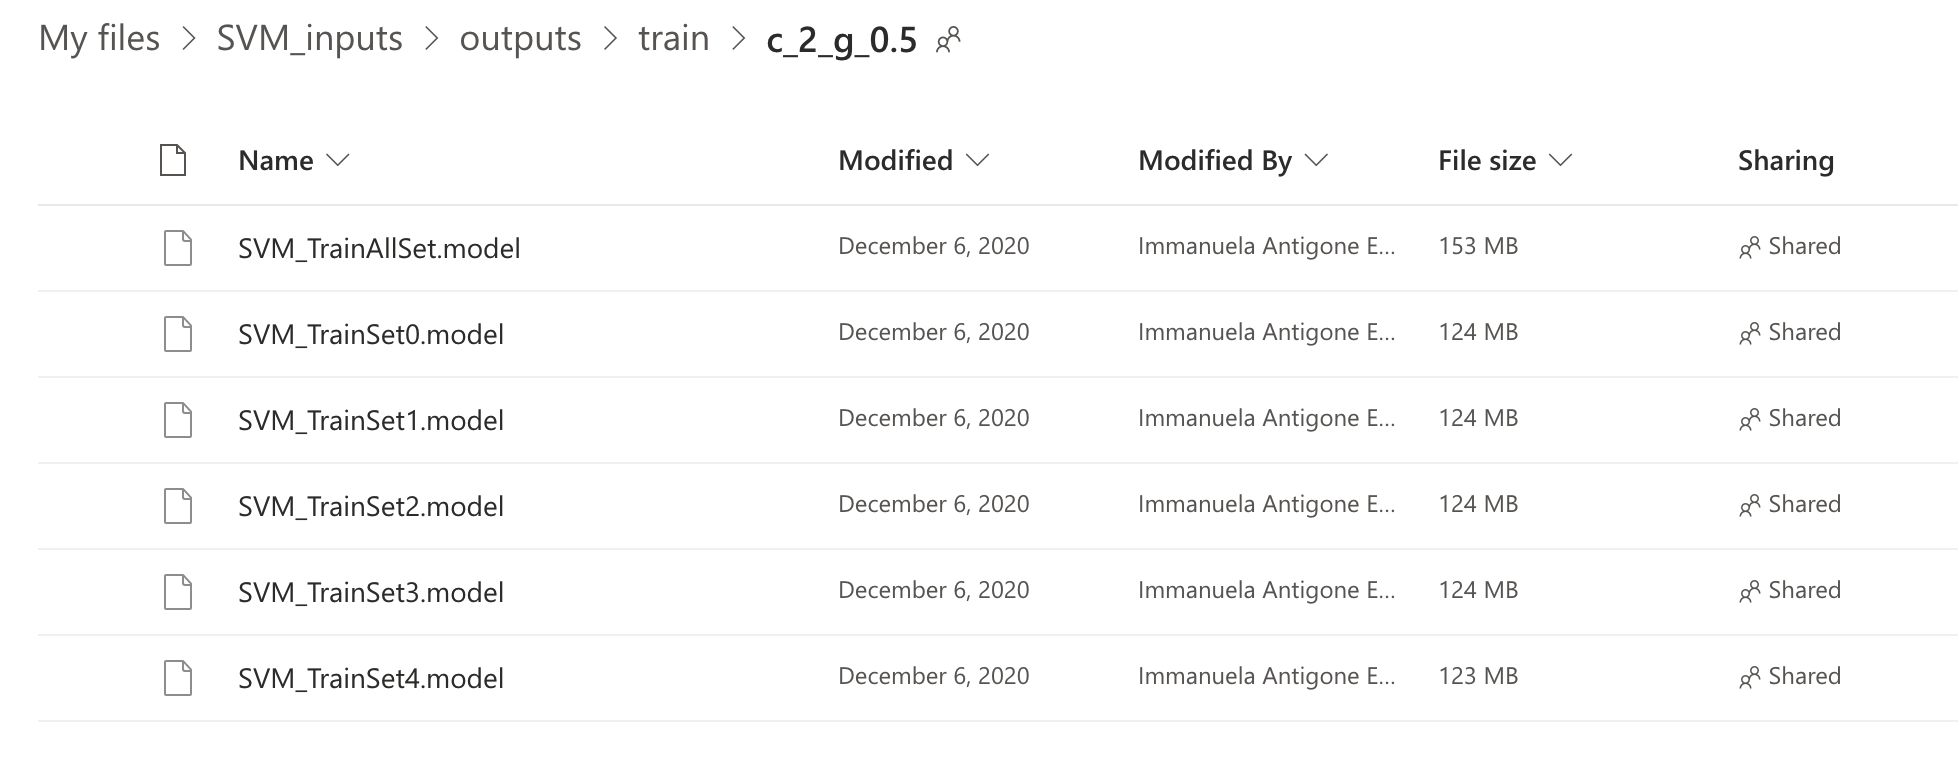 My files > SVM_inputs > outputs > train > c_2_g_0.5
Name Modified Modified By File size Sharing
SVM_TrainAllSet.model December 6, 2020 Immanuela Antigone E... 153 MB Shared
SVM_TrainSet0.model December 6, 2020 Immanuela Antigone E... 124 MB Shared
SVM_TrainSet1.model December 6, 2020 Immanuela Antigone E... 124 MB Shared
SVM_TrainSet2.model December 6, 2020 Immanuela Antigone E... 124 MB Shared
SVM_TrainSet3.model December 6, 2020 Immanuela Antigone E... 124 MB Shared
SVM_TrainSet4.model December 6, 2020 Immanuela Antigone E... 123 MB Shared